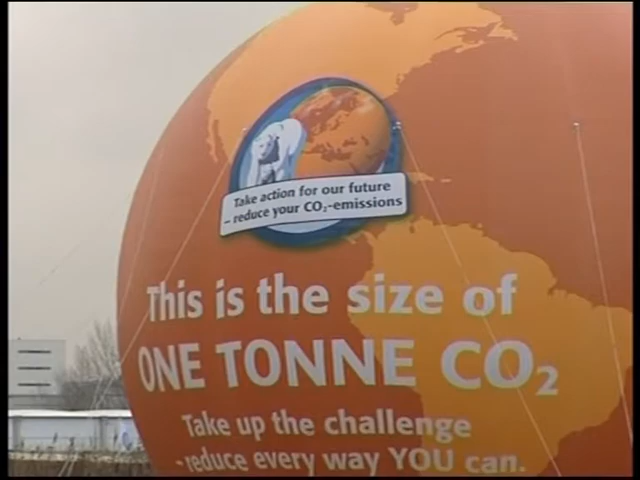 Take action for our future
- reduce your CO₂-emissions
This is the size of
ONE TONNE CO₂
Take up the challenge
-reduce every way YOU can.